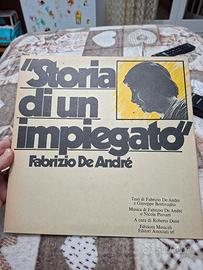 "Storia
di un
impiegato"
Fabrizio De André
Testi di Fabrizio De André
e Giuseppe Bentivoglio
Musica di Fabrizio De André
e Nicola Piovani
A cura di Roberto Danè
Edizioni Musicali
Editori Associati srl